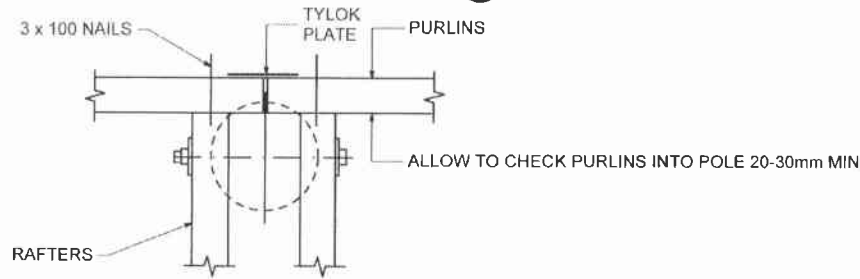 3 x 100 NAILS
TYLOK
PLATE
PURLINS
ALLOW TO CHECK PURLINS INTO POLE 20-30mm MIN
RAFTERS